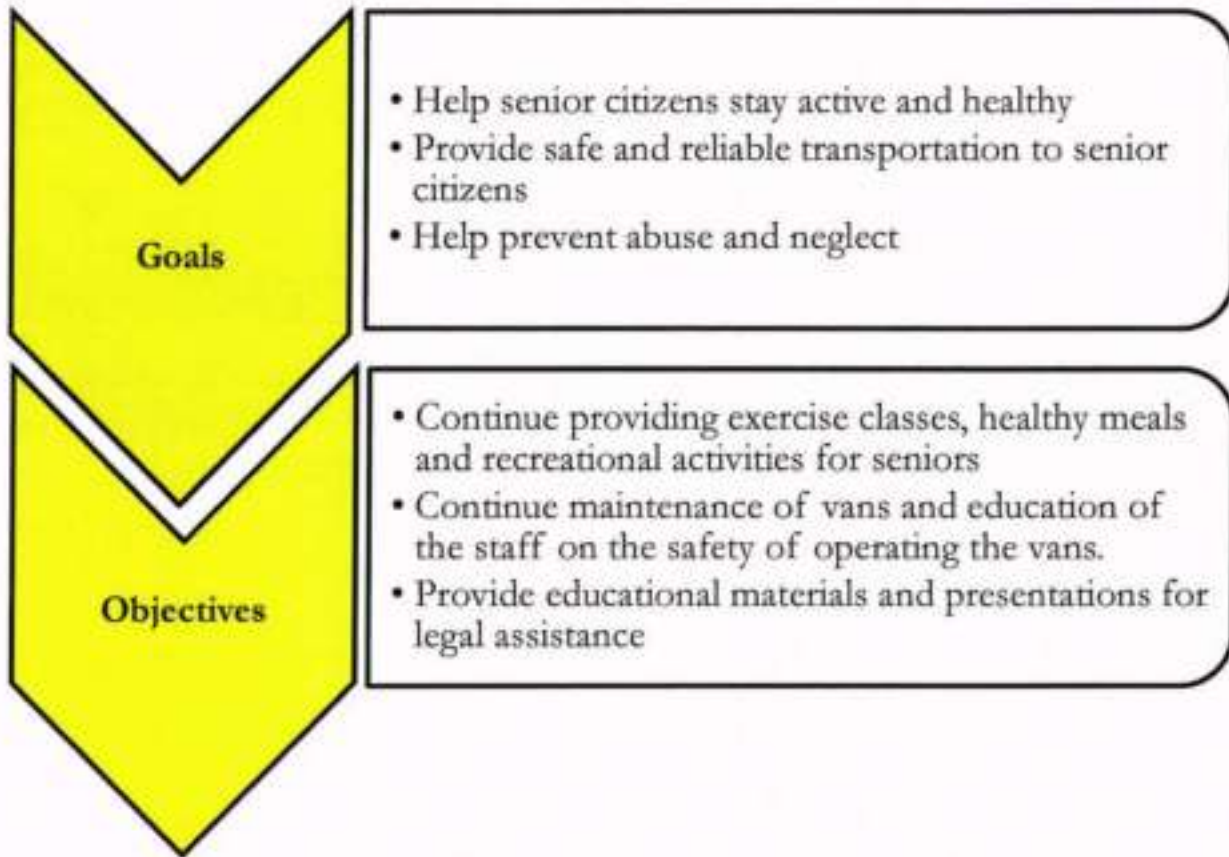 Goals
• Help senior citizens stay active and healthy
• Provide safe and reliable transportation to senior
citizens
• Help prevent abuse and neglect
Objectives
• Continue providing exercise classes, healthy meals
and recreational activities for seniors
• Continue maintenance of vans and education of
the staff on the safety of operating the vans.
• Provide educational materials and presentations for
legal assistance